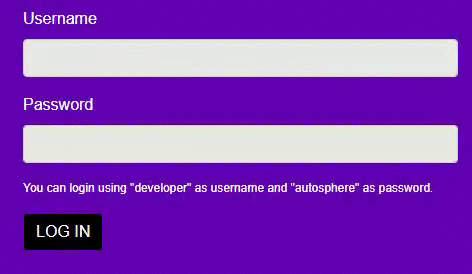 Username
Password
You can login using "developer" as username and "autosphere" as password.
LOG IN